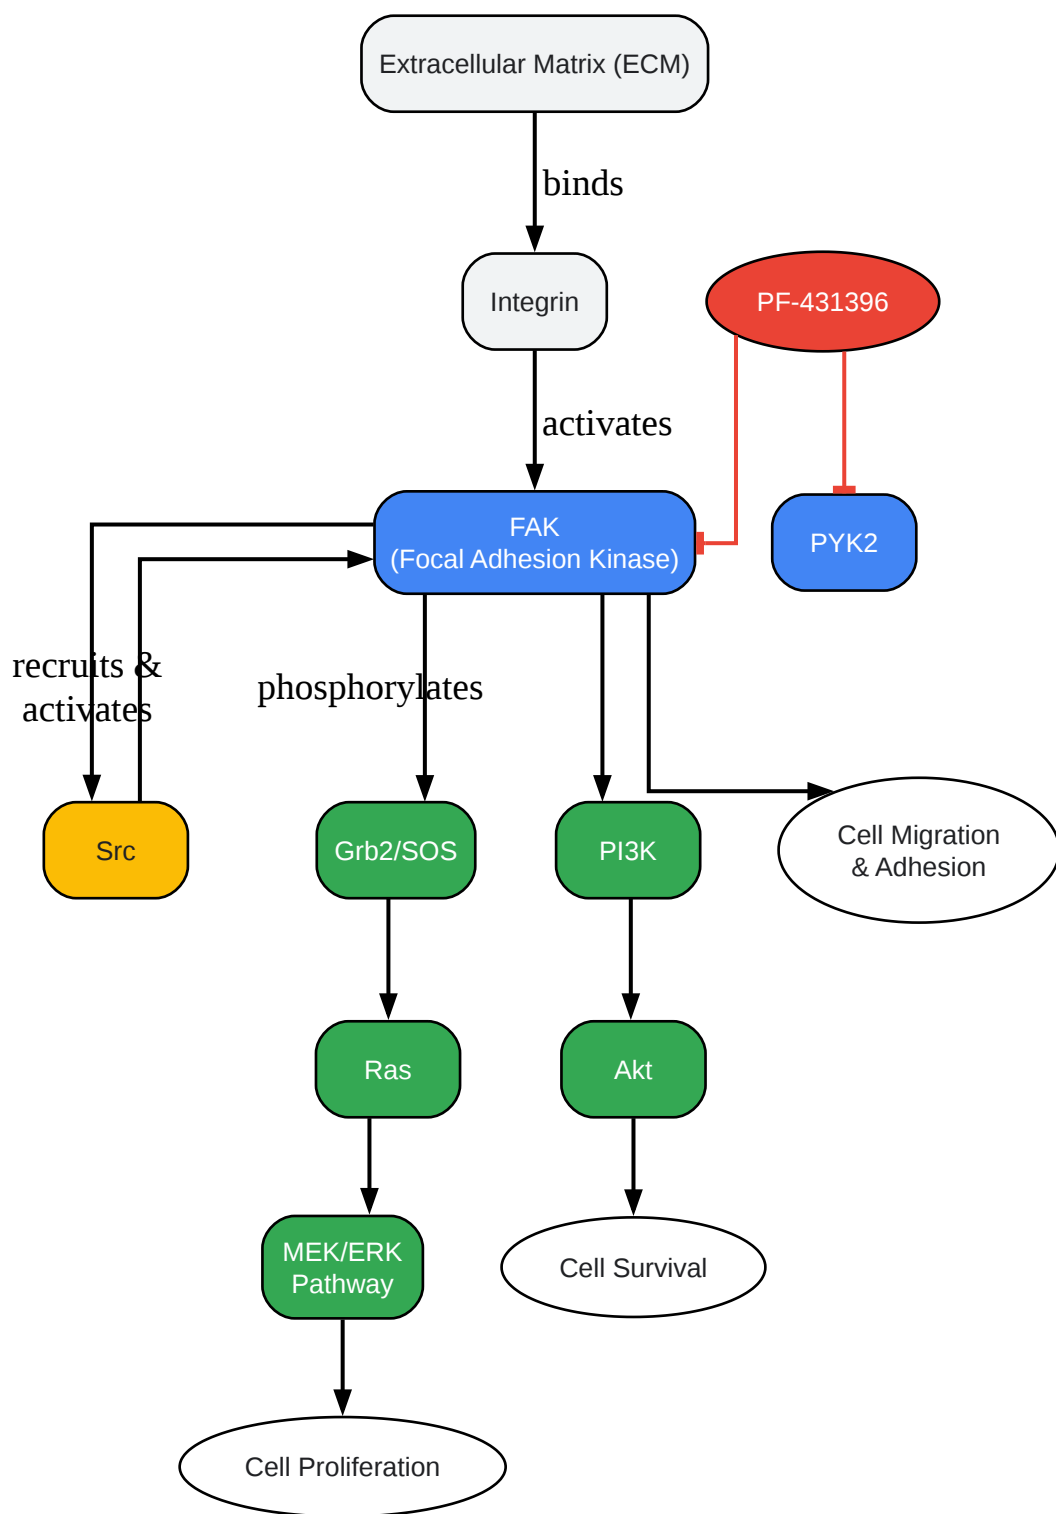 Extracellular Matrix (ECM)
binds
Integrin
PF-431396
activates
FAK
(Focal Adhesion Kinase)
PYK2
recruits &
activates
phosphorylates
Src
Grb2/SOS
PI3K
Cell Migration
& Adhesion
Ras
Akt
MEK/ERK
Pathway
Cell Survival
Cell Proliferation